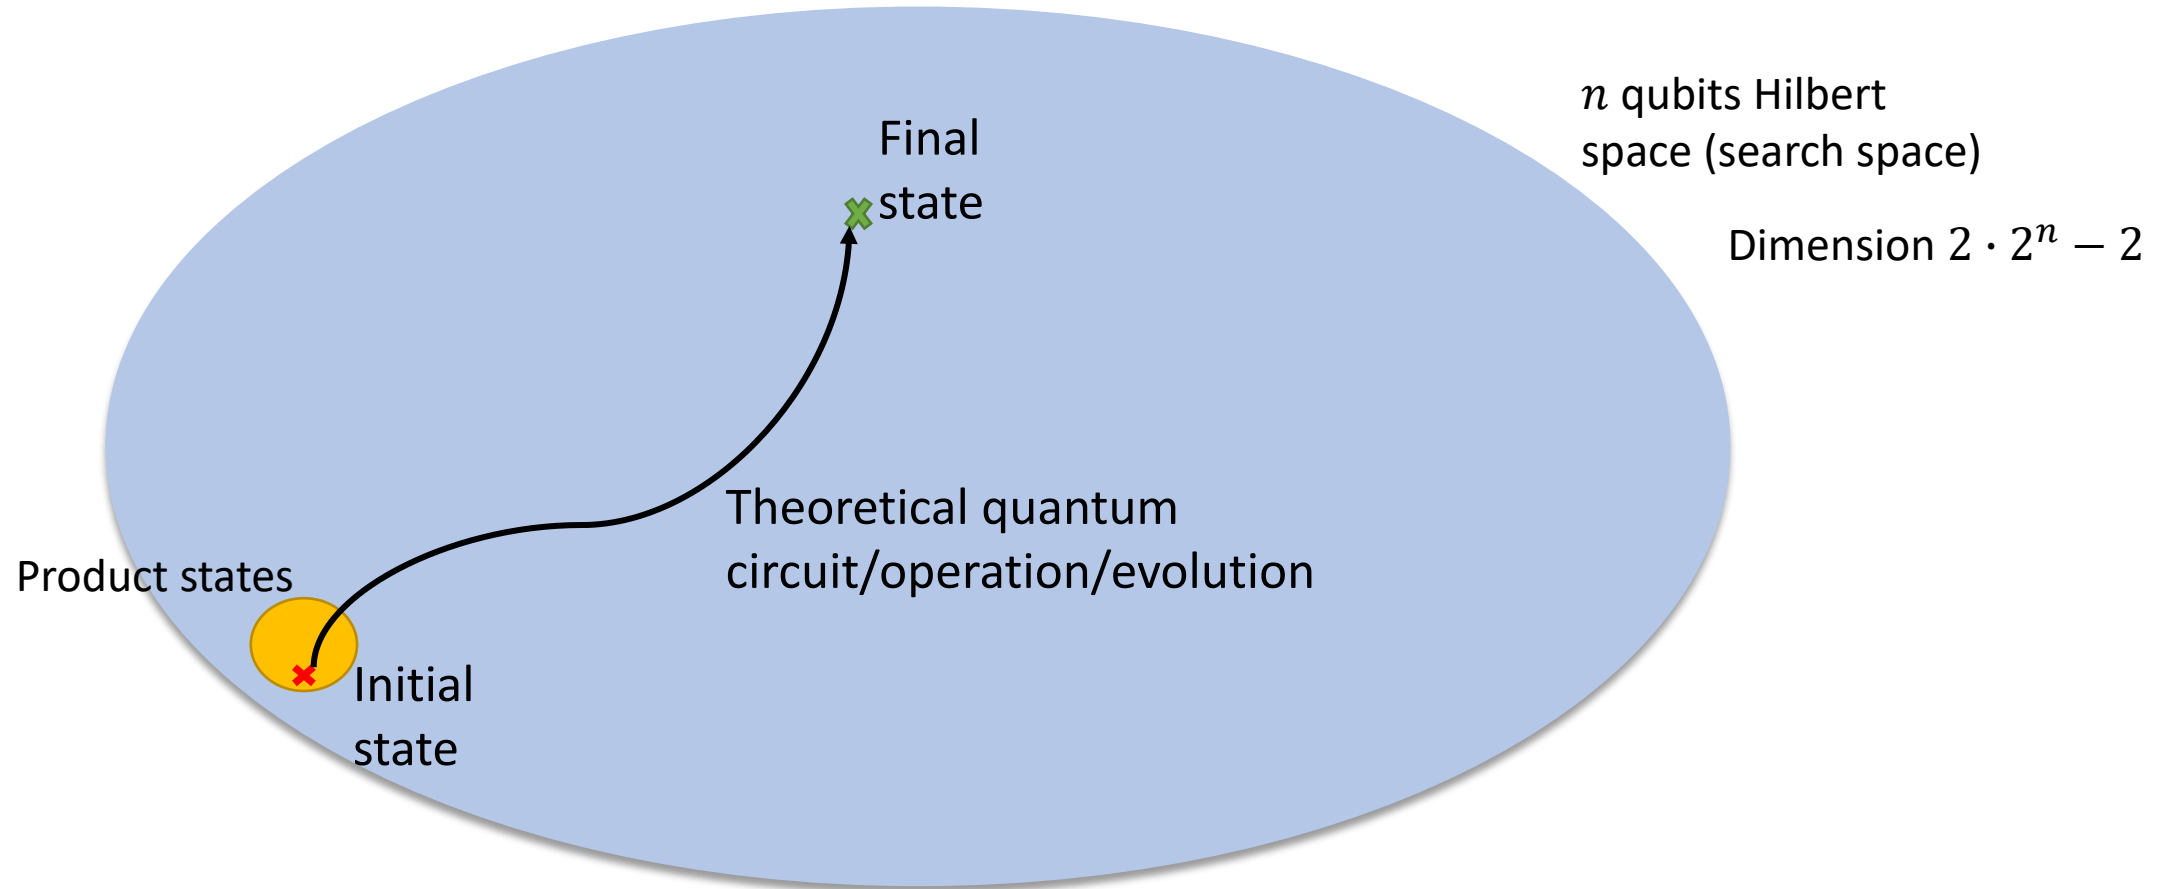 𝑛 qubits Hilbert
space (search space)
Dimension 2 · 2ⁿ − 2
Final
state
Theoretical quantum
circuit/operation/evolution
Product states
Initial
state